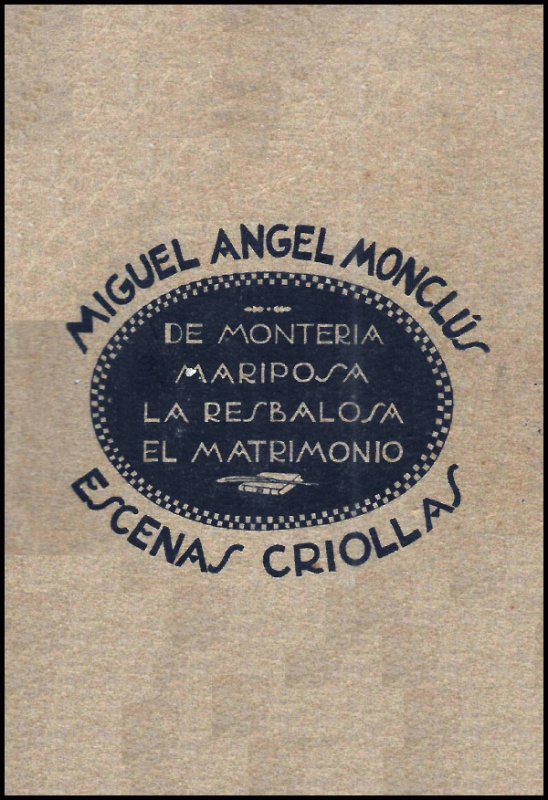 MIGUEL ANGEL MONCLÚS
DE MONTERIA
MARIPOSA
LA RESBALOSA
EL MATRIMONIO
ESCENAS CRIOLLAS